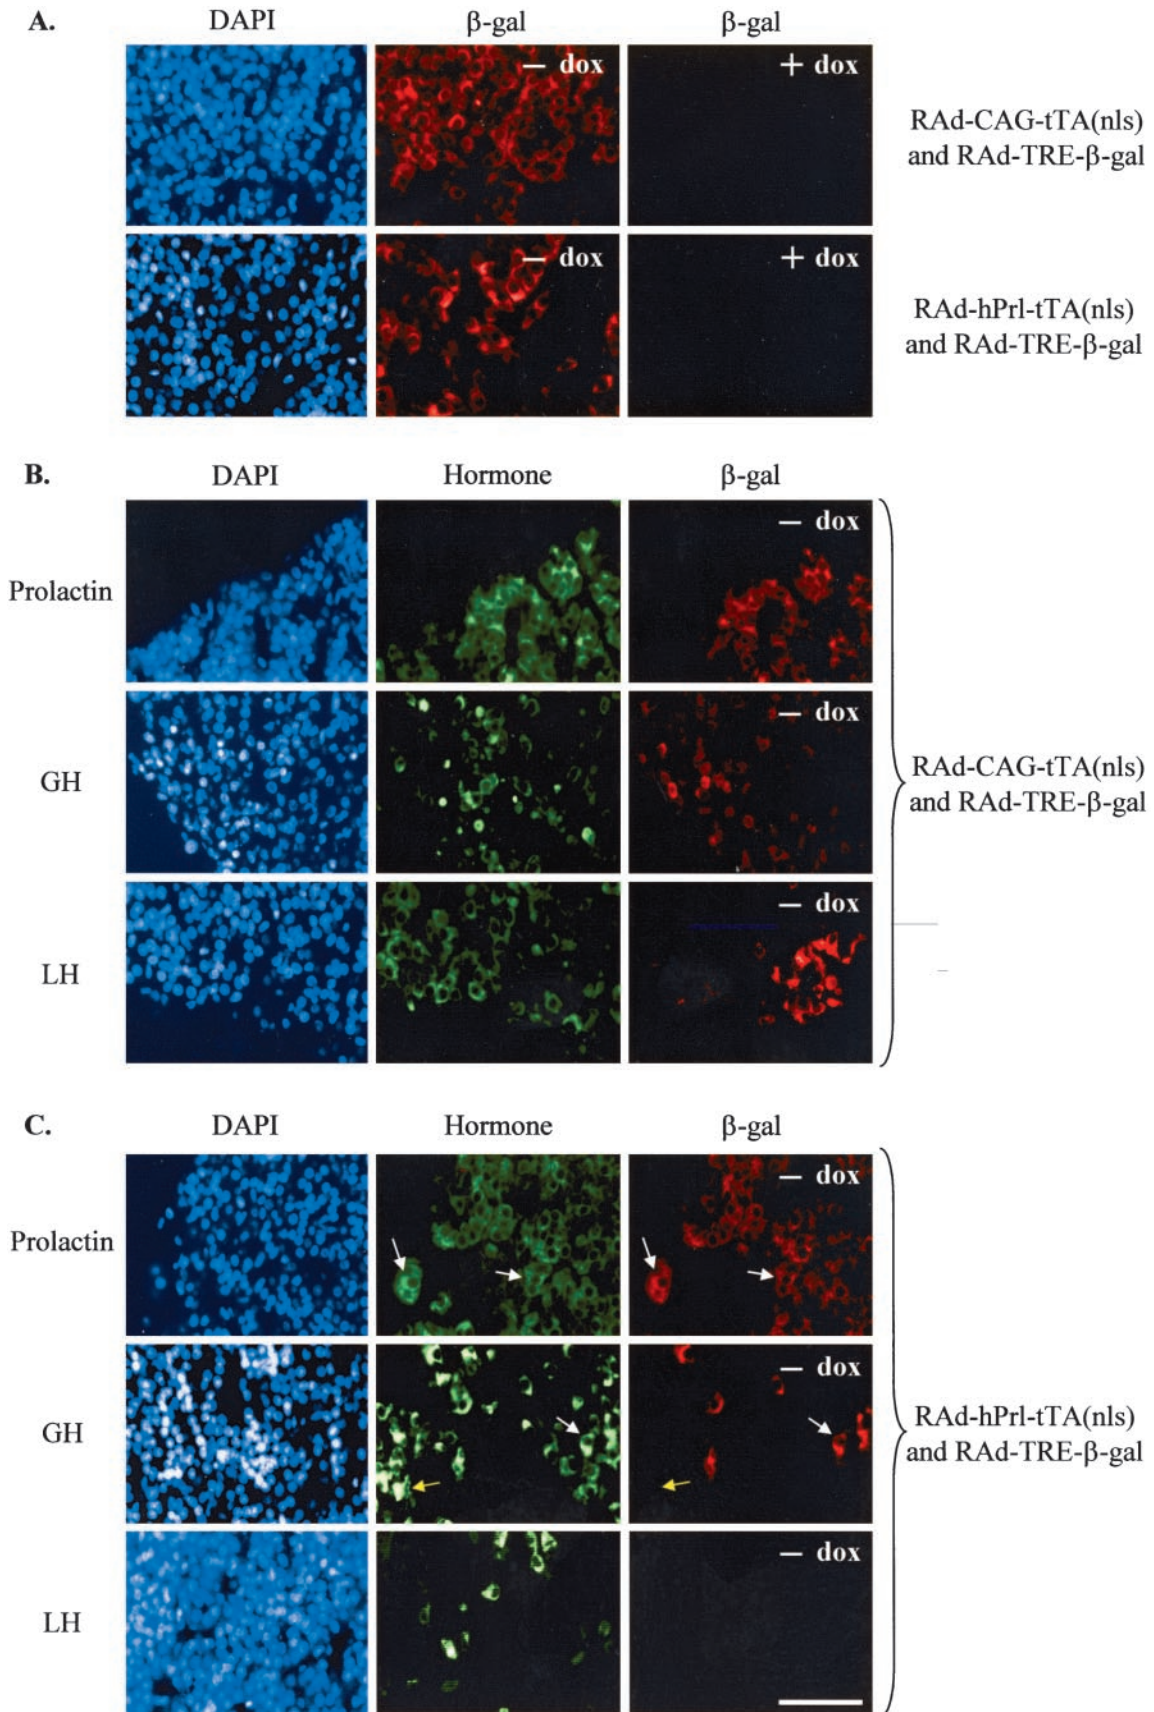 A.
DAPI
β-gal
β-gal
− dox
+ dox
RAd-CAG-tTA(nls)
and RAd-TRE-β-gal
− dox
+ dox
RAd-hPrl-tTA(nls)
and RAd-TRE-β-gal
B.
DAPI
Hormone
β-gal
Prolactin
− dox
GH
− dox
RAd-CAG-tTA(nls)
and RAd-TRE-β-gal
LH
− dox
C.
DAPI
Hormone
β-gal
Prolactin
− dox
GH
− dox
RAd-hPrl-tTA(nls)
and RAd-TRE-β-gal
LH
− dox